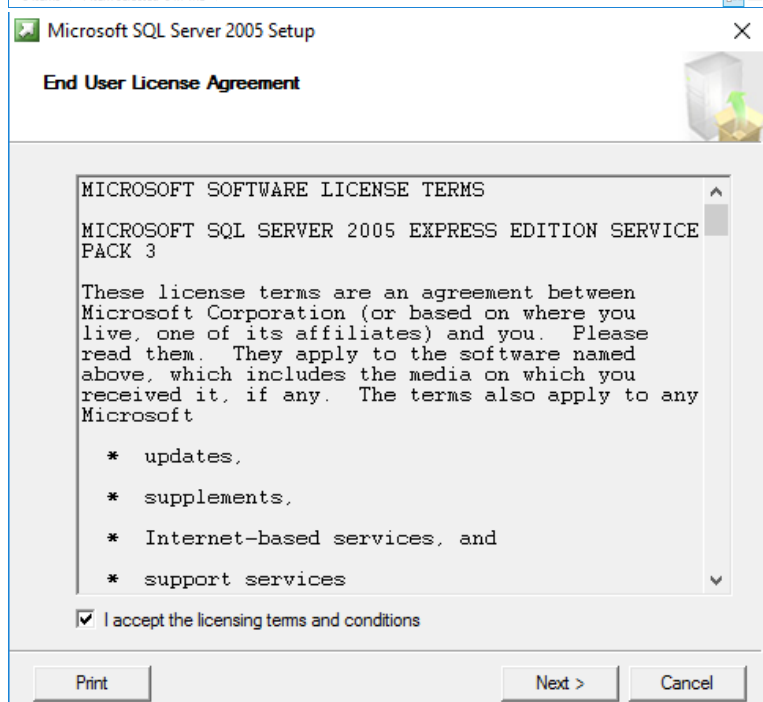 Microsoft SQL Server 2005 Setup
End User License Agreement
MICROSOFT SOFTWARE LICENSE TERMS
MICROSOFT SQL SERVER 2005 EXPRESS EDITION SERVICE
PACK 3
These license terms are an agreement between
Microsoft Corporation (or based on where you
live, one of its affiliates) and you.  Please
read them.  They apply to the software named
above, which includes the media on which you
received it, if any.  The terms also apply to any
Microsoft
* updates,
* supplements,
* Internet-based services, and
* support services
I accept the licensing terms and conditions
Print
Next >
Cancel